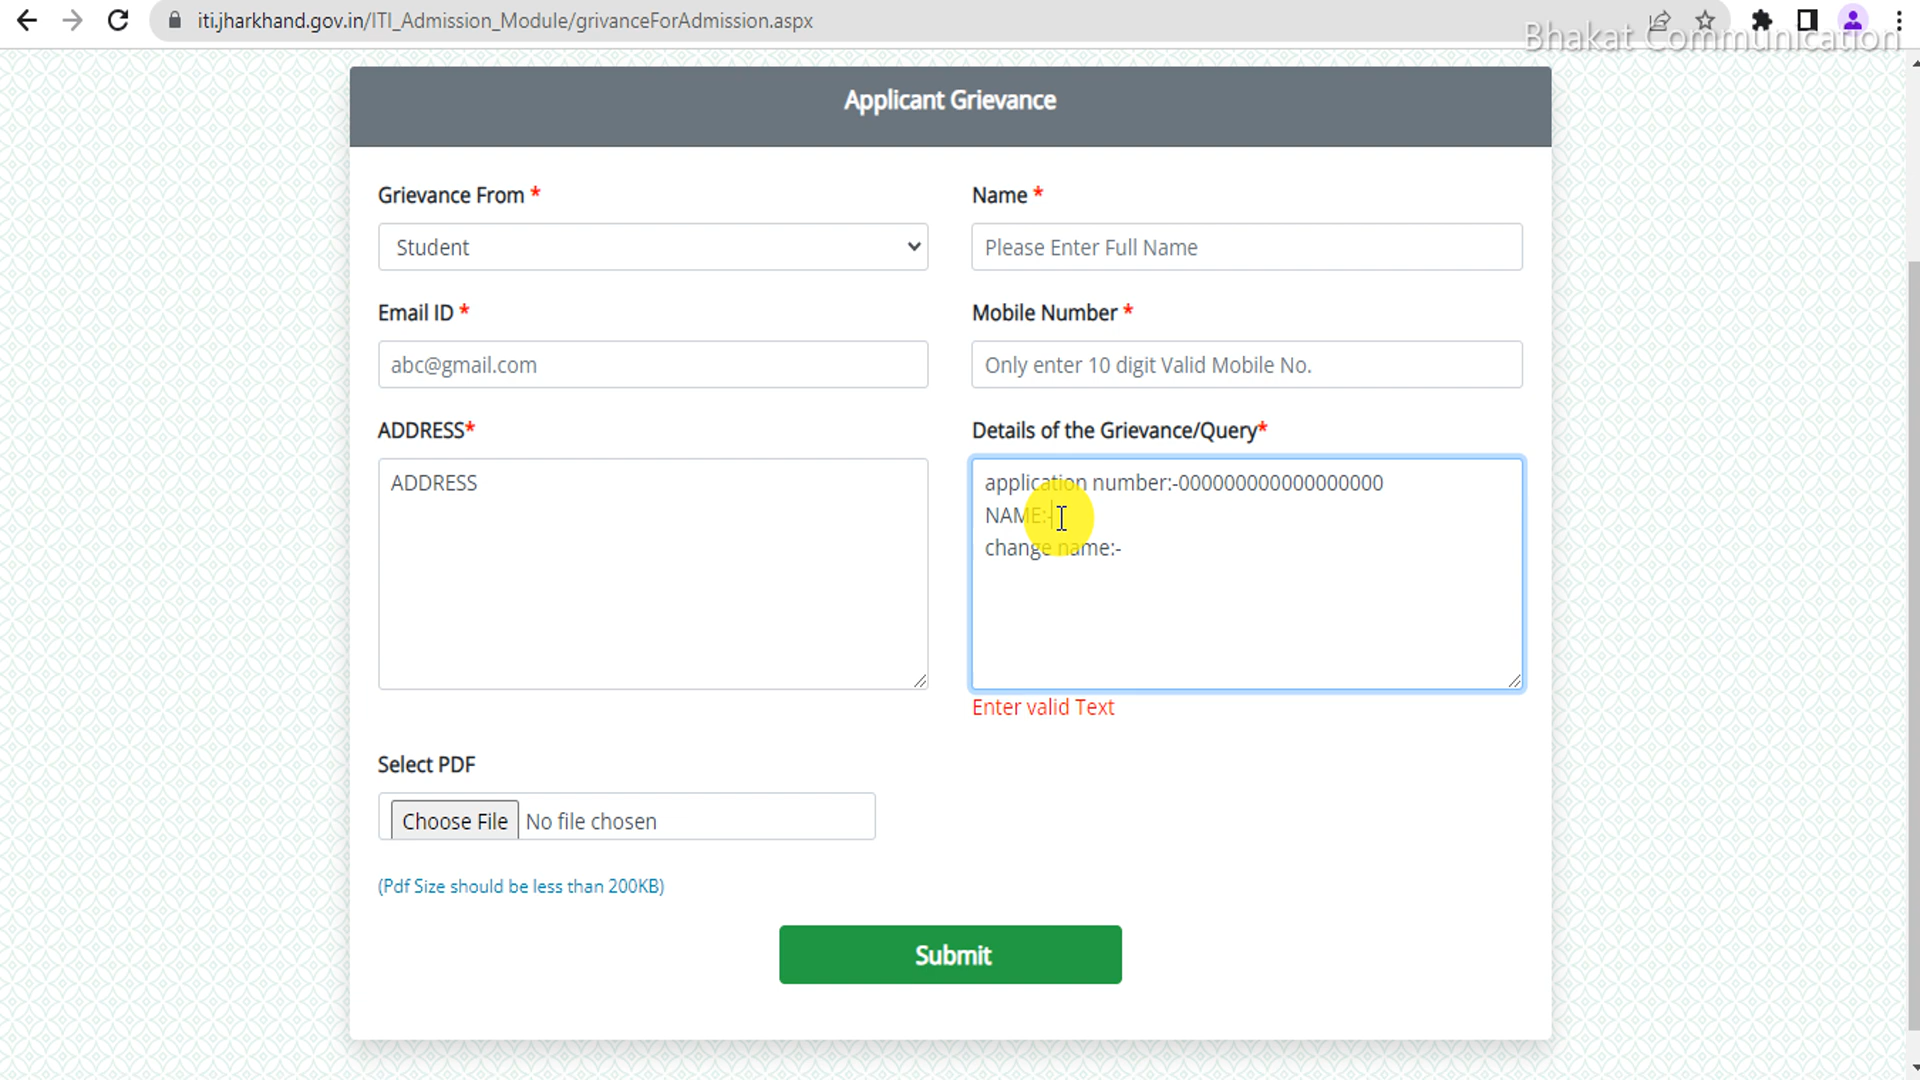 iti.jharkhand.gov.in/ITI_Admission_Module/grivanceForAdmission.aspx
Bhakat Communication
Applicant Grievance
Grievance From *
Name *
Student
Please Enter Full Name
Email ID *
Mobile Number *
abc@gmail.com
Only enter 10 digit Valid Mobile No.
ADDRESS*
Details of the Grievance/Query*
ADDRESS
application number:-000000000000000000
NAME:-
change name:-
Enter valid Text
Select PDF
Choose File No file chosen
(Pdf Size should be less than 200KB)
Submit